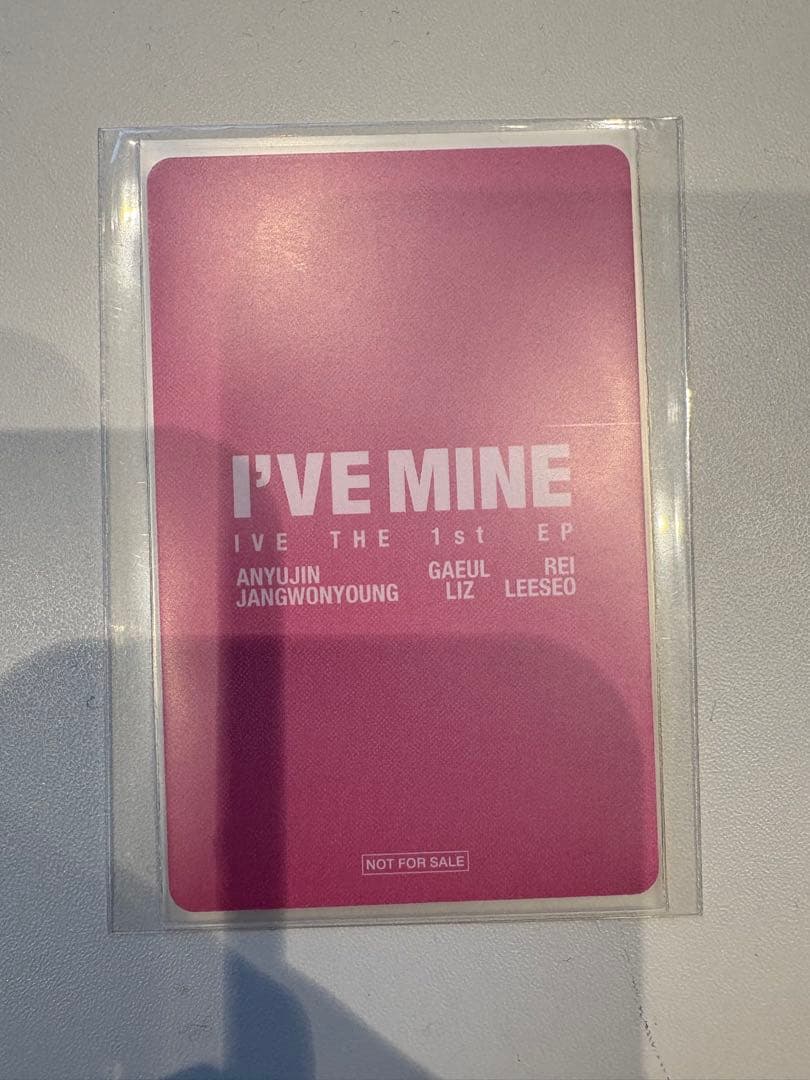 I'VE MINE
IVE THE 1st EP
ANYUJIN GAEUL REI
JANGWONYOUNG LIZ LEESEO
NOT FOR SALE